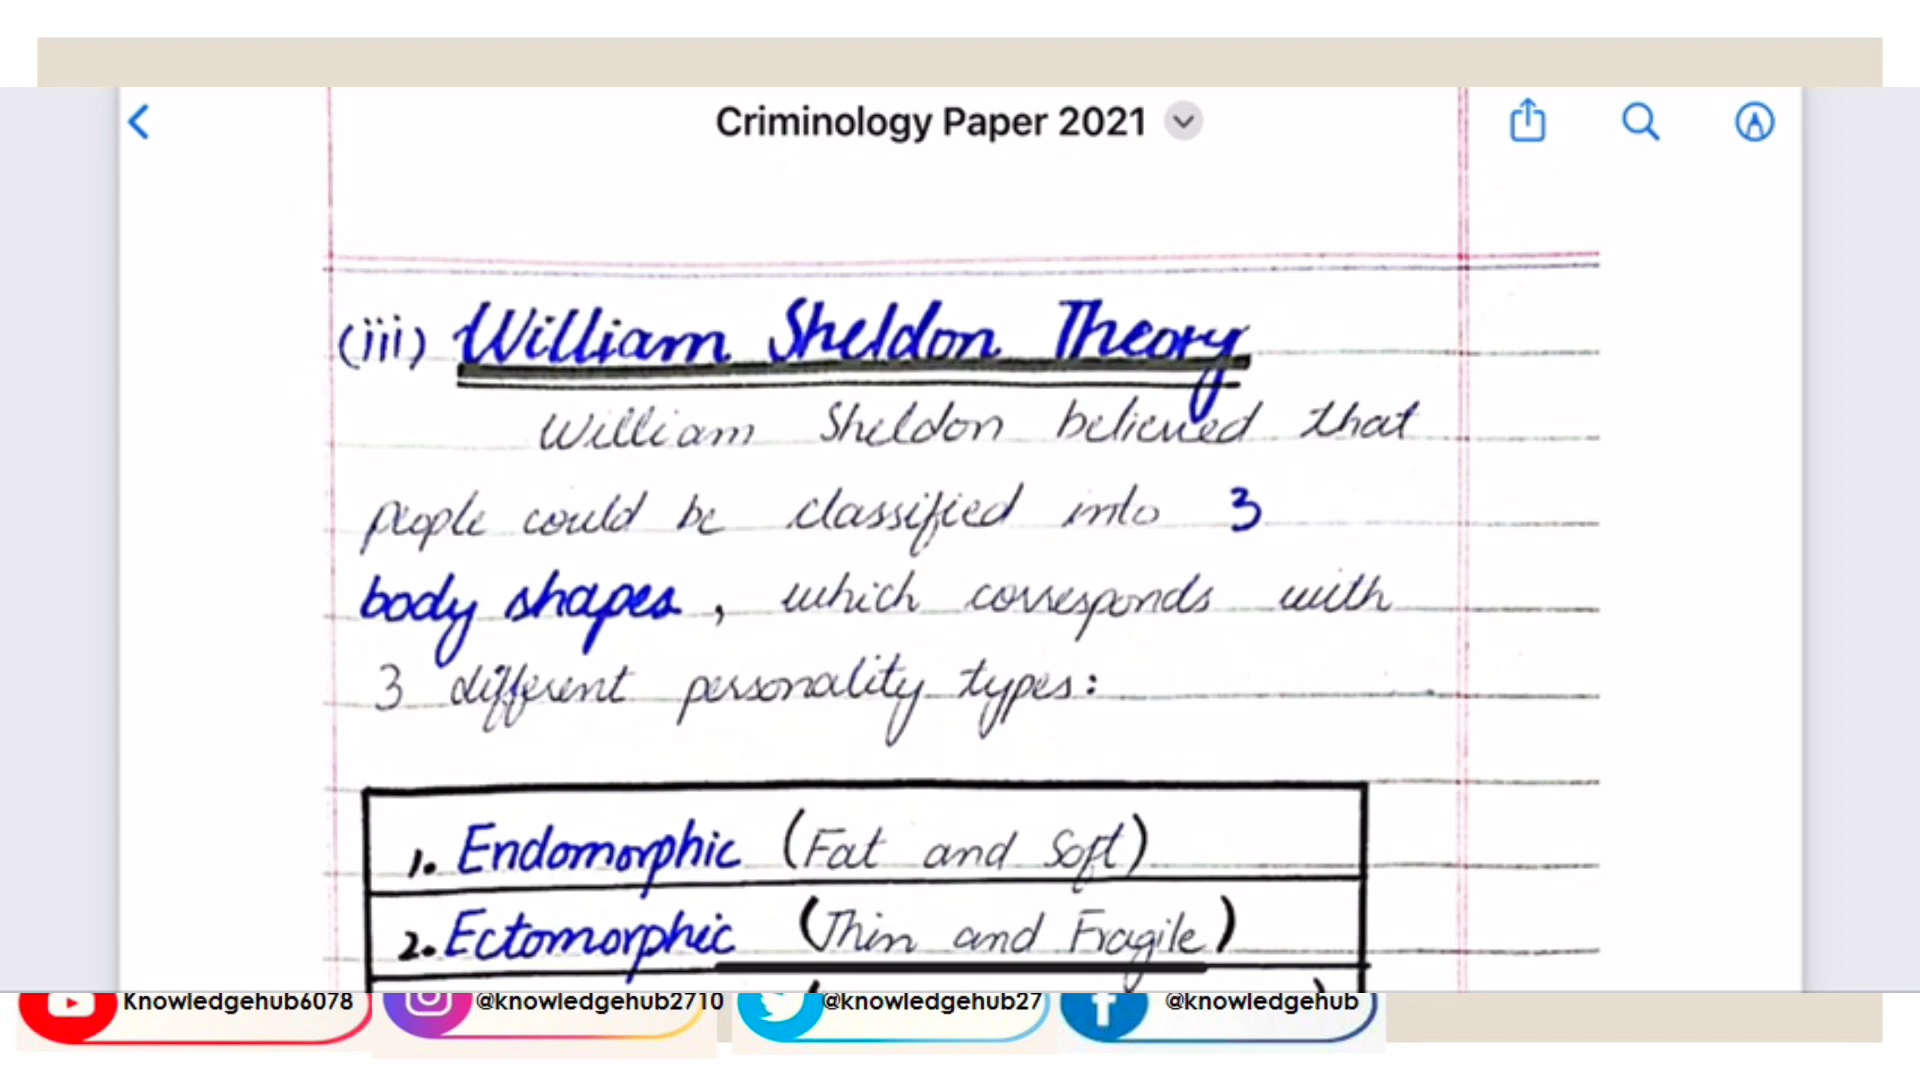 Criminology Paper 2021
(iii) William Sheldon Theory
William Sheldon believed that
people could be classified into 3
body shapes, which corresponds with
3 different personality types:
1. Endomorphic (Fat and Soft)
2. Ectomorphic (Thin and Fragile)
Knowledgehub6078 @knowledgehub2710 @knowledgehub27 @knowledgehub